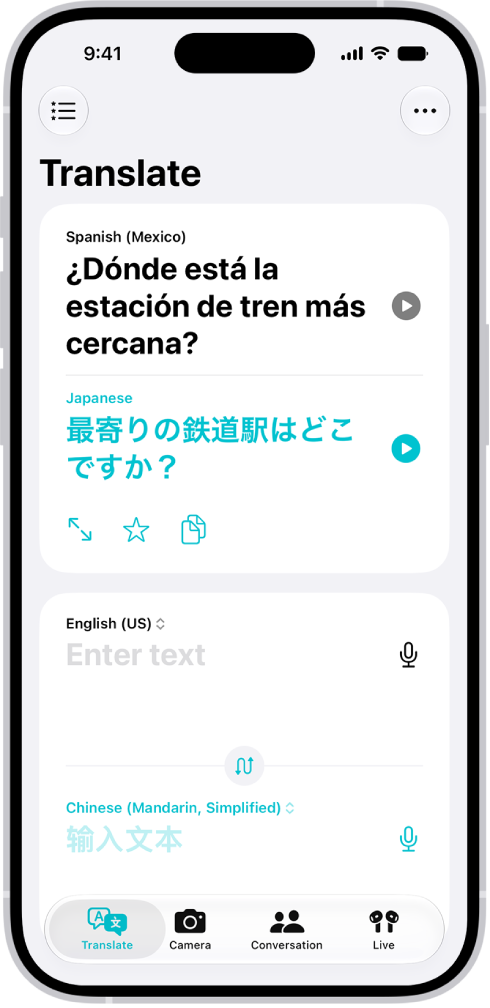 9:41
Translate
Spanish (Mexico)
¿Dónde está la
estación de tren más
cercana?
Japanese
最寄りの鉄道駅はどこ
ですか？
English (US)
Enter text
Chinese (Mandarin, Simplified)
输入文本
A 文
Translate
Camera
Conversation
Live